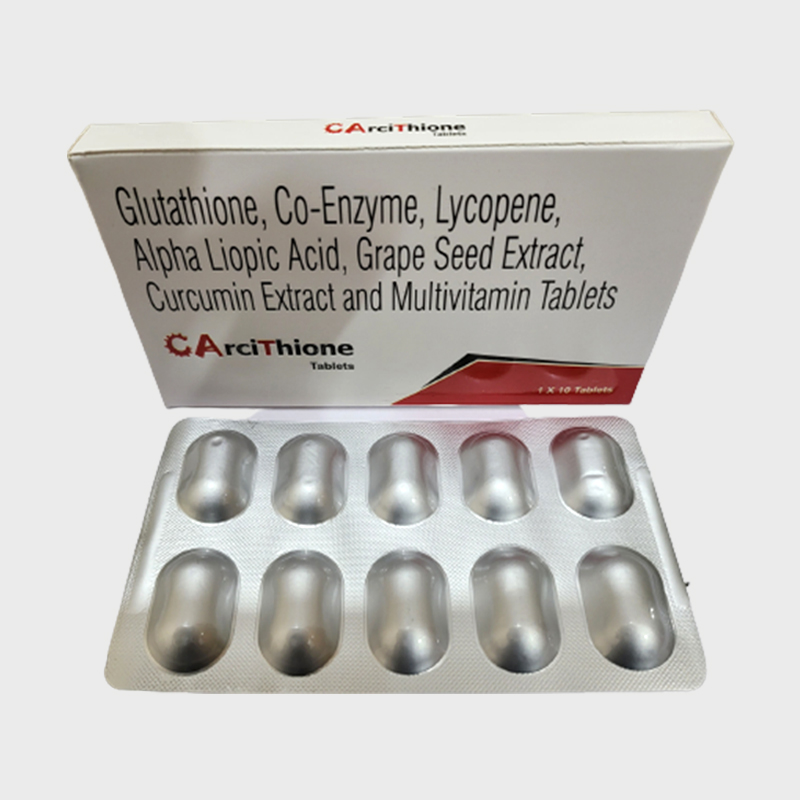 CArciThione
Tablets
Glutathione, Co-Enzyme, Lycopene,
Alpha Liopic Acid, Grape Seed Extract,
Curcumin Extract and Multivitamin Tablets
CArciThione
Tablets
1 X 10 Tablets